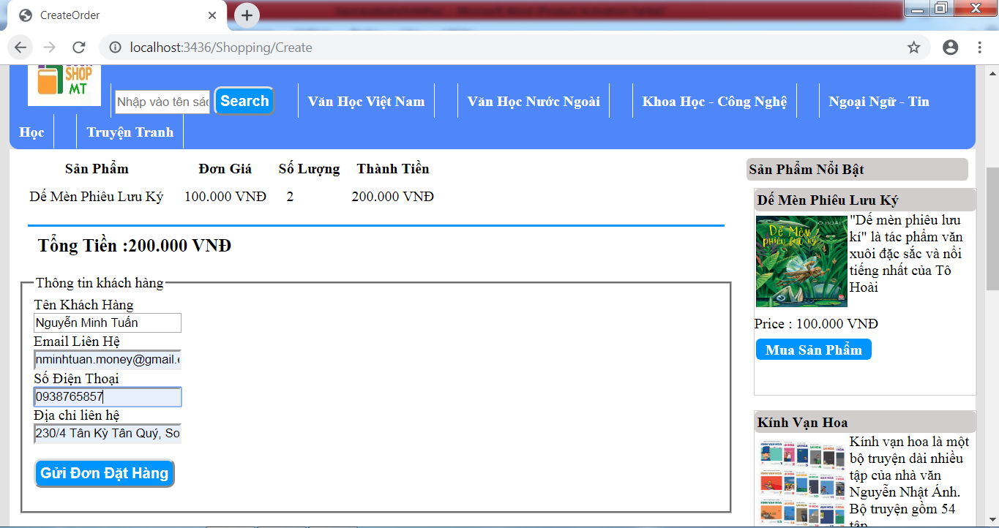 CreateOrder
localhost:3436/Shopping/Create
SHOP
MT
Nhập vào tên sác
Search
Văn Học Việt Nam
Văn Học Nước Ngoài
Khoa Học - Công Nghệ
Ngoại Ngữ - Tin
Học
Truyện Tranh
Sản Phẩm Đơn Giá Số Lượng Thành Tiền
Dế Mèn Phiêu Lưu Ký 100.000 VNĐ 2 200.000 VNĐ
Tổng Tiền :200.000 VNĐ
Thông tin khách hàng
Tên Khách Hàng
Nguyễn Minh Tuấn
Email Liên Hệ
nminhtuan.money@gmail.c
Số Điện Thoại
0938765857
Địa chỉ liên hệ
230/4 Tân Kỳ Tân Quý, So
Gửi Đơn Đặt Hàng
Sản Phẩm Nổi Bật
Dế Mèn Phiêu Lưu Ký
TÔ HOÀI
Dế Mèn
phiêu lưu ký
"Dế mèn phiêu lưu
kí" là tác phẩm văn
xuôi đặc sắc và nổi
tiếng nhất của Tô
Hoài
Price : 100.000 VNĐ
Mua Sản Phẩm
Kính Vạn Hoa
Kính vạn hoa là một
bộ truyện dài nhiều
tập của nhà văn
Nguyễn Nhật Ánh.
Bộ truyện gồm 54